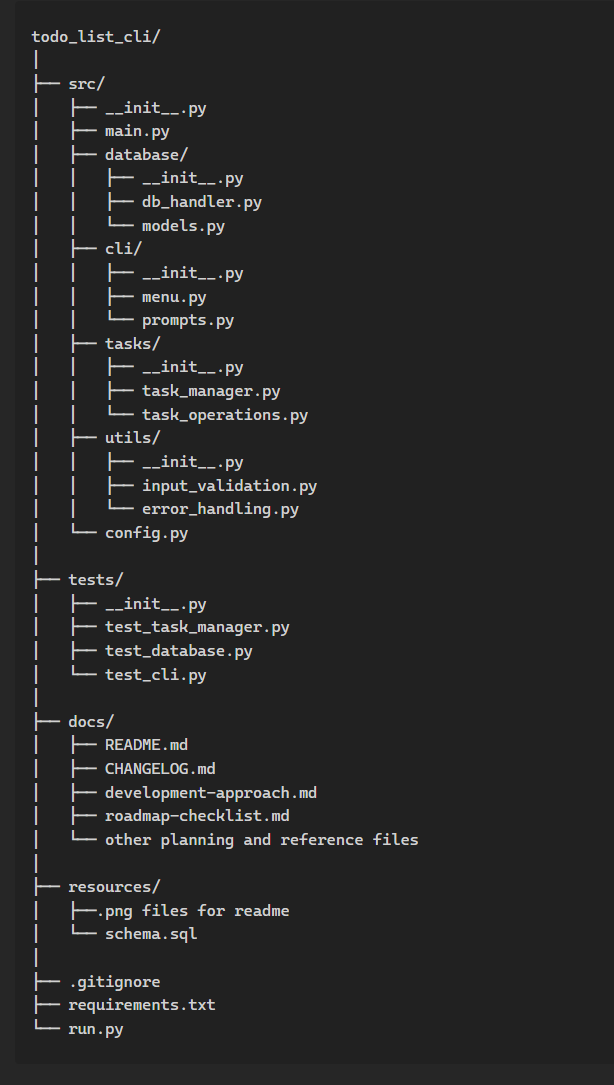 todo_list_cli/
│
├── src/
│   ├── __init__.py
│   ├── main.py
│   ├── database/
│   │   ├── __init__.py
│   │   ├── db_handler.py
│   │   └── models.py
│   ├── cli/
│   │   ├── __init__.py
│   │   ├── menu.py
│   │   └── prompts.py
│   ├── tasks/
│   │   ├── __init__.py
│   │   ├── task_manager.py
│   │   └── task_operations.py
│   ├── utils/
│   │   ├── __init__.py
│   │   ├── input_validation.py
│   │   └── error_handling.py
│   └── config.py
│
├── tests/
│   ├── __init__.py
│   ├── test_task_manager.py
│   ├── test_database.py
│   └── test_cli.py
│
├── docs/
│   ├── README.md
│   ├── CHANGELOG.md
│   ├── development-approach.md
│   ├── roadmap-checklist.md
│   └── other planning and reference files
│
├── resources/
│   ├──.png files for readme
│   └── schema.sql
│
├── .gitignore
├── requirements.txt
└── run.py